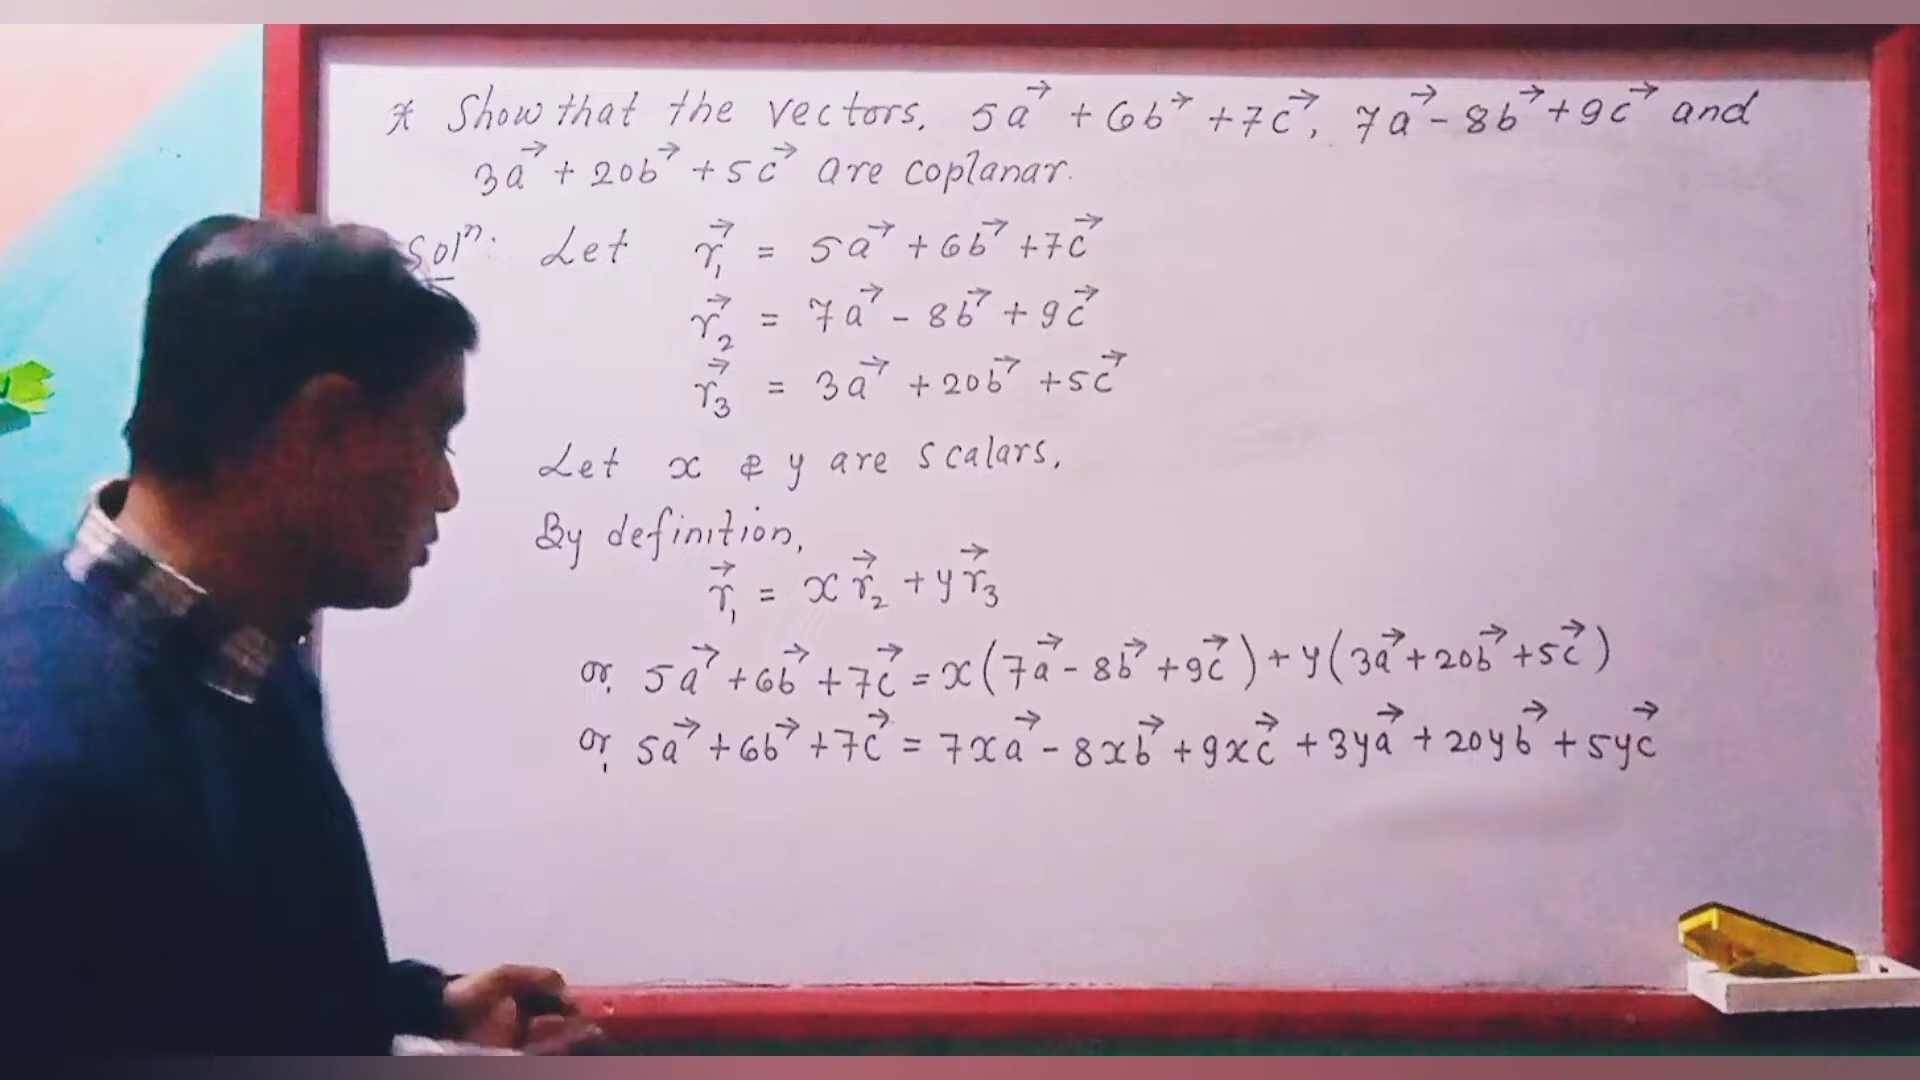 * Show that the vectors, 5a⃗ + 6b⃗ + 7c⃗, 7a⃗ - 8b⃗ + 9c⃗ and
3a⃗ + 20b⃗ + 5c⃗ are coplanar.
Solⁿ: Let r⃗₁ = 5a⃗ + 6b⃗ + 7c⃗
r⃗₂ = 7a⃗ - 8b⃗ + 9c⃗
r⃗₃ = 3a⃗ + 20b⃗ + 5c⃗
Let x & y are scalars,
By definition,
r⃗₁ = x r⃗₂ + y r⃗₃
or, 5a⃗ + 6b⃗ + 7c⃗ = x(7a⃗ - 8b⃗ + 9c⃗) + y(3a⃗ + 20b⃗ + 5c⃗)
or, 5a⃗ + 6b⃗ + 7c⃗ = 7xa⃗ - 8xb⃗ + 9xc⃗ + 3ya⃗ + 20yb⃗ + 5yc⃗